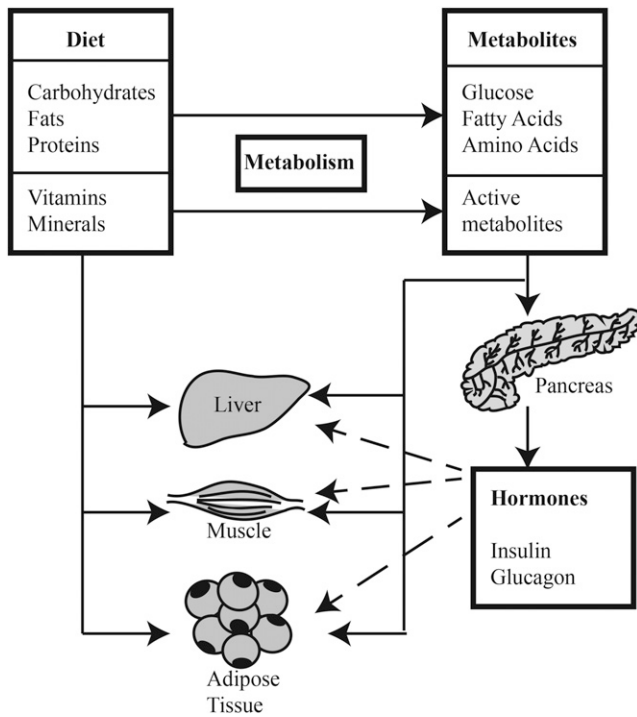 Diet
Carbohydrates
Fats
Proteins
Vitamins
Minerals
Metabolism
Metabolites
Glucose
Fatty Acids
Amino Acids
Active
metabolites
Pancreas
Liver
Muscle
Adipose
Tissue
Hormones
Insulin
Glucagon